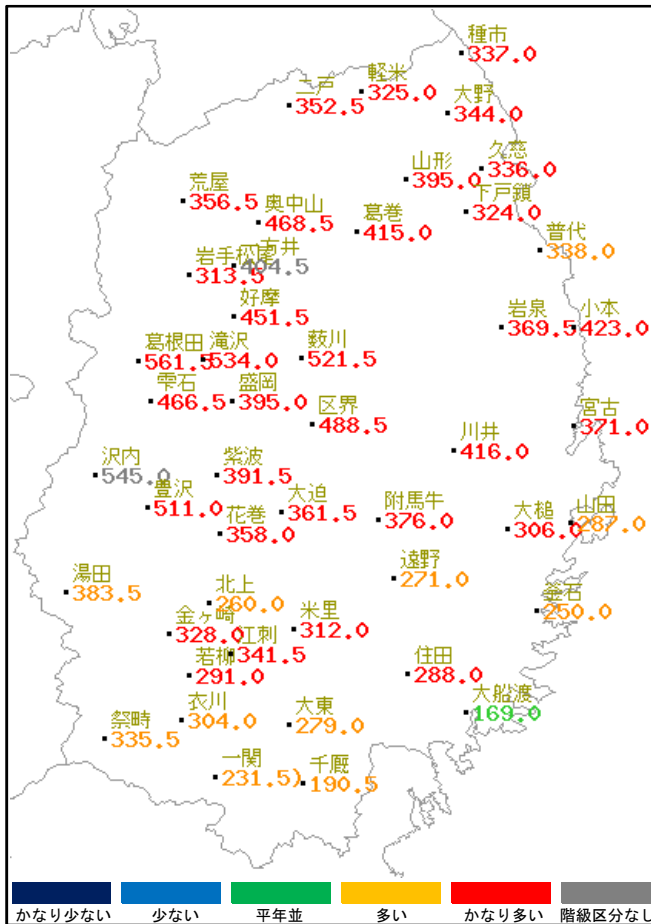 種市
337.0
軽米
325.0
二戸
352.5
大野
344.0
久慈
336.0
山形
395.0
下戸鎖
324.0
荒屋
356.5
奥中山
468.5
葛巻
415.0
普代
338.0
一方井
404.5
岩手松尾
313.5
好摩
451.5
岩泉
369.5
小本
423.0
葛根田
561.5
滝沢
534.0
薮川
521.5
雫石
466.5
盛岡
395.0
区界
488.5
宮古
371.0
川井
416.0
沢内
545.0
紫波
391.5
豊沢
511.0
大迫
361.5
附馬牛
376.0
花巻
358.0
大槌
306.0
山田
287.0
遠野
271.0
湯田
383.5
北上
260.0
釜石
250.0
金ヶ崎
328.0
米里
312.0
江刺
341.5
若柳
291.0
住田
288.0
大船渡
169.0
衣川
304.0
大東
279.0
祭畤
335.5
一関
231.5)
千厩
190.5
かなり少ない
少ない
平年並
多い
かなり多い
階級区分なし